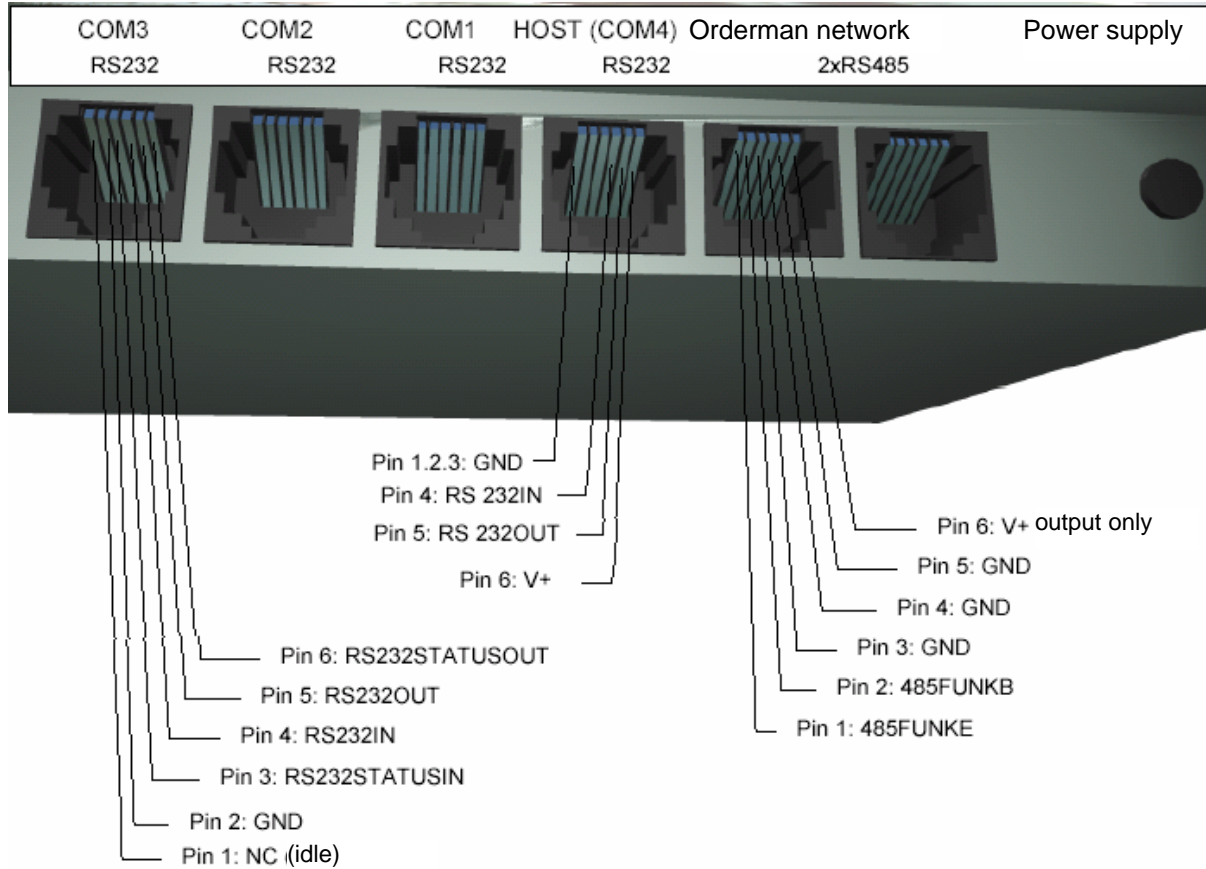 COM3 COM2 COM1 HOST (COM4) Orderman network Power supply
RS232 RS232 RS232 RS232 2xRS485
Pin 1.2.3: GND
Pin 4: RS 232IN
Pin 5: RS 232OUT
Pin 6: V+
Pin 6: V+ output only
Pin 5: GND
Pin 4: GND
Pin 3: GND
Pin 2: 485FUNKB
Pin 1: 485FUNKE
Pin 6: RS232STATUSOUT
Pin 5: RS232OUT
Pin 4: RS232IN
Pin 3: RS232STATUSIN
Pin 2: GND
Pin 1: NC (idle)